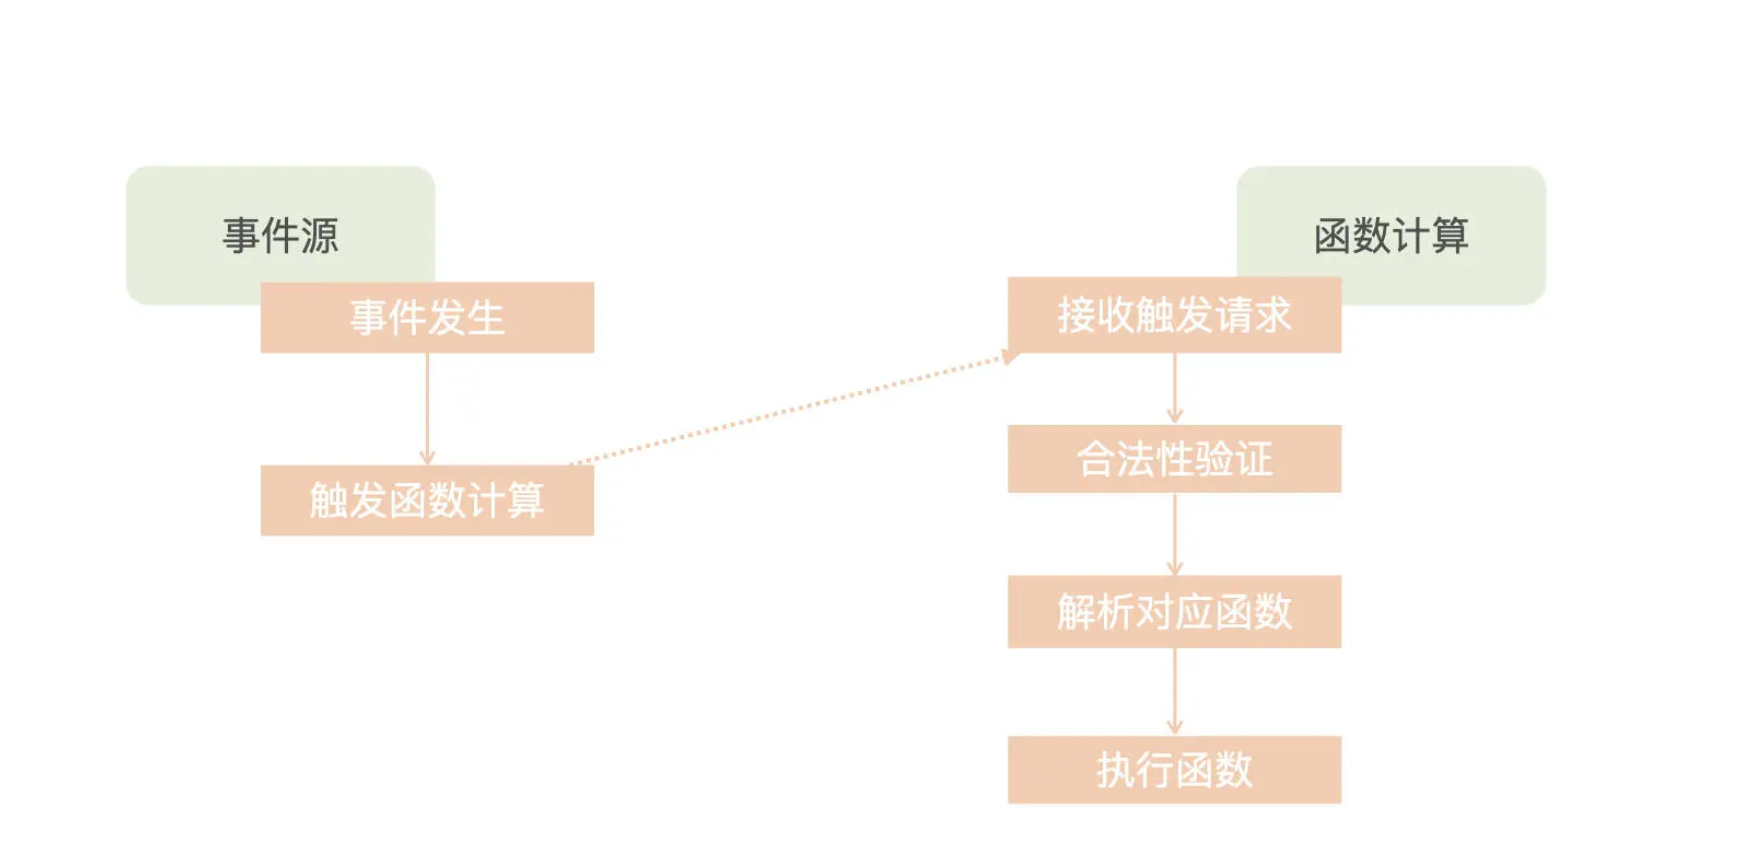 事件源
事件发生
触发函数计算
函数计算
接收触发请求
合法性验证
解析对应函数
执行函数